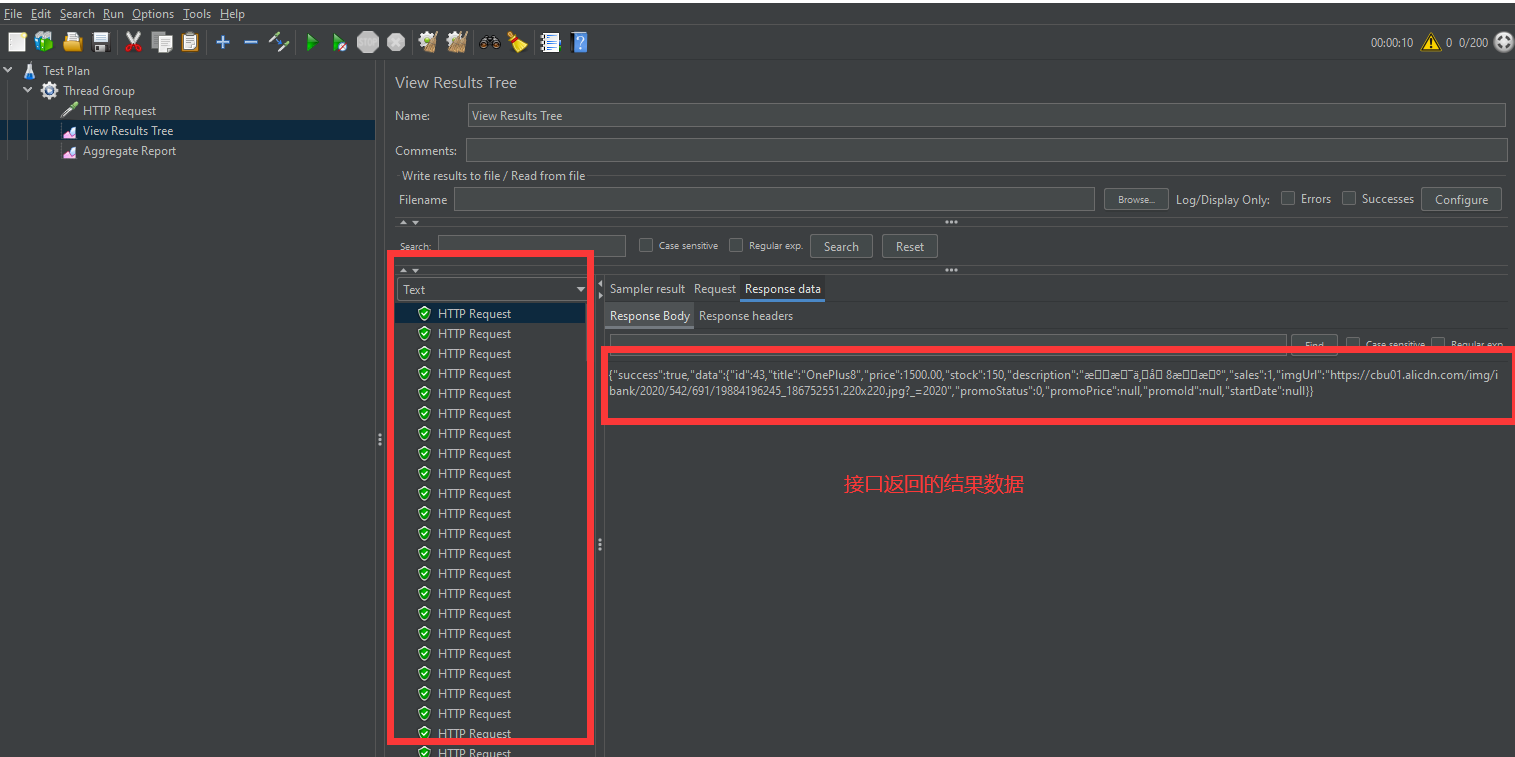 File Edit Search Run Options Tools Help
00:00:10 0 0/200
Test Plan
Thread Group
HTTP Request
View Results Tree
Aggregate Report
View Results Tree
Name: View Results Tree
Comments:
Write results to file / Read from file
Filename Browse... Log/Display Only: Errors Successes Configure
Search: Case sensitive Regular exp. Search Reset
Text
Sampler result Request Response data
HTTP Request
Response Body Response headers
HTTP Request
Find Case sensitive Regular exp.
HTTP Request
{"success":true,"data":{"id":43,"title":"OnePlus8","price":1500.00,"stock":150,"description":
"sales":1,"imgUrl":"https://cbu01.alicdn.com/img/i
bank/2020/542/691/19884196245_186752551.220x220.jpg?_=2020","promoStatus":0,"promoPrice":null,"promoId":null,"startDate":null}}
HTTP Request
HTTP Request
HTTP Request
HTTP Request
HTTP Request
HTTP Request
接口返回的结果数据
HTTP Request
HTTP Request
HTTP Request
HTTP Request
HTTP Request
HTTP Request
HTTP Request
HTTP Request
HTTP Request
HTTP Request
HTTP Request
HTTP Request
HTTP Request
HTTP Request